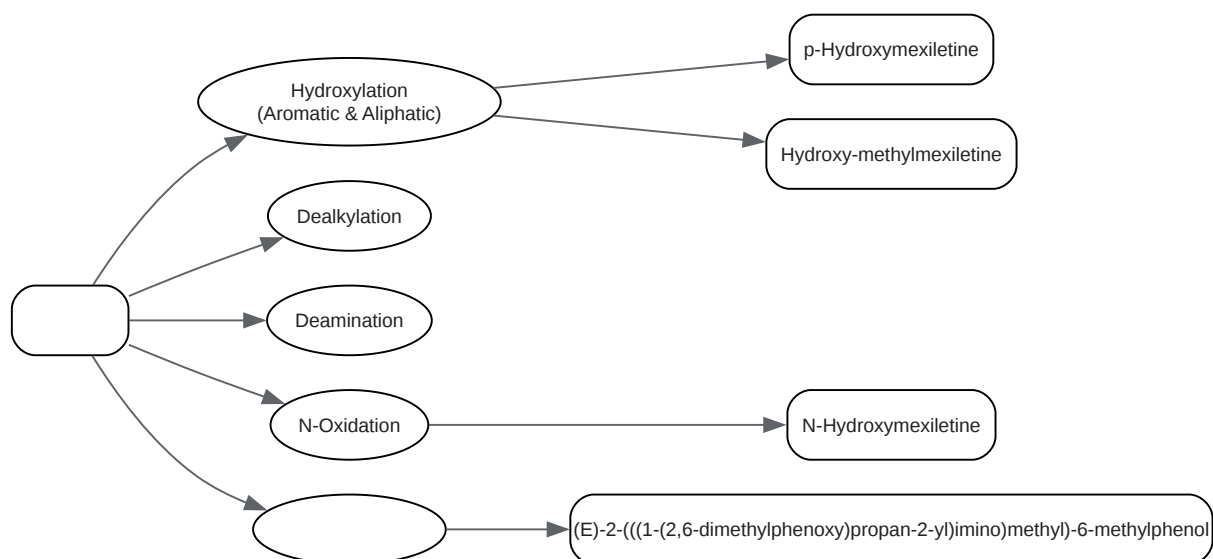 Hydroxylation
(Aromatic & Aliphatic)
p-Hydroxymexiletine
Hydroxy-methylmexiletine
Dealkylation
Deamination
N-Oxidation
N-Hydroxymexiletine
(E)-2-(((1-(2,6-dimethylphenoxy)propan-2-yl)imino)methyl)-6-methylphenol